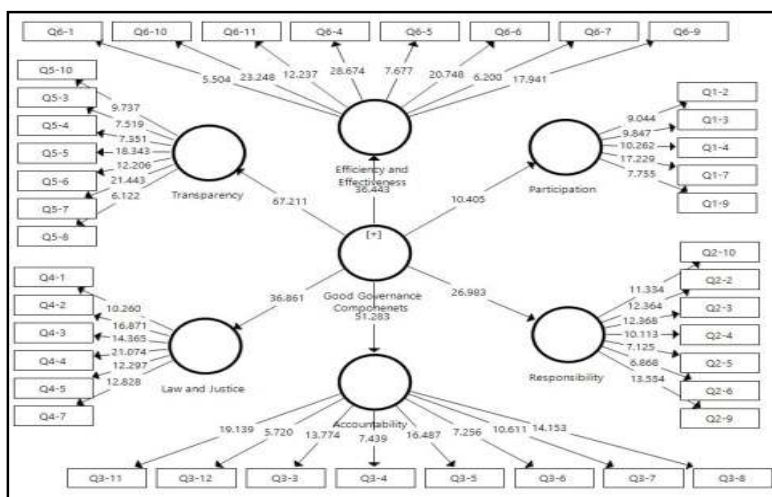 Q6-1 Q6-10 Q6-11 Q6-4 Q6-5 Q6-6 Q6-7 Q6-9
5.504 23.248 12.237 28.674 7.677 20.748 6.200 17.941
Efficiency and
Effectiveness
36.443
Q5-10
Q5-3
Q5-4
Q5-5
Q5-6
Q5-7
Q5-8
9.737
7.519
7.351
18.343
12.206
21.443
6.122
Transparency
67.211
Q1-2
Q1-3
Q1-4
Q1-7
Q1-9
9.044
9.847
10.262
17.229
7.755
Participation
10.405
[+]
Good Governance
Componenets
Q4-1
Q4-2
Q4-3
Q4-4
Q4-5
Q4-7
10.260
16.871
14.365
21.074
12.297
12.828
Law and Justice
36.861
51.283
26.983
Q2-10
Q2-2
Q2-3
Q2-4
Q2-5
Q2-6
Q2-9
11.334
12.364
12.368
10.113
7.125
6.868
13.554
Responsibility
Accountability
19.139 5.720 13.774 7.439 16.487 7.256 10.611 14.153
Q3-11 Q3-12 Q3-3 Q3-4 Q3-5 Q3-6 Q3-7 Q3-8